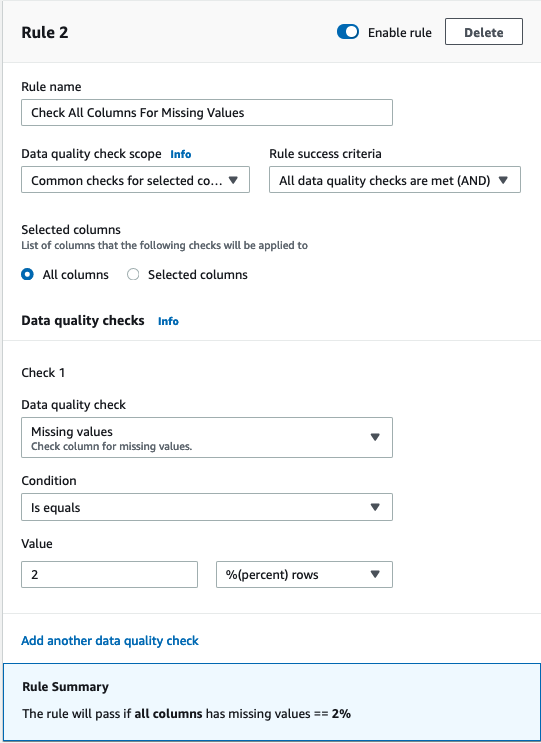 Rule 2
Enable rule
Delete
Rule name
Check All Columns For Missing Values
Data quality check scope Info
Rule success criteria
Common checks for selected co...
All data quality checks are met (AND)
Selected columns
List of columns that the following checks will be applied to
All columns
Selected columns
Data quality checks Info
Check 1
Data quality check
Missing values
Check column for missing values.
Condition
Is equals
Value
2
%(percent) rows
Add another data quality check
Rule Summary
The rule will pass if all columns has missing values == 2%